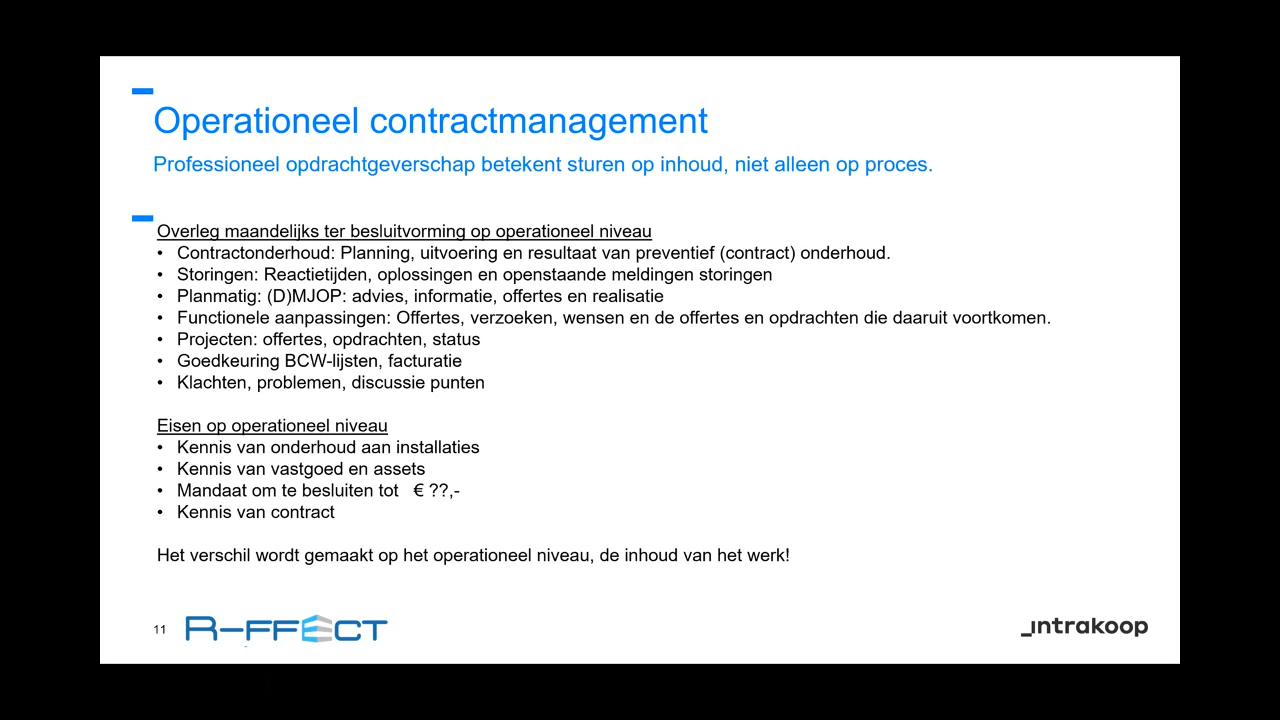 Operationeel contractmanagement
Professioneel opdrachtgeverschap betekent sturen op inhoud, niet alleen op proces.
Overleg maandelijks ter besluitvorming op operationeel niveau
• Contractonderhoud: Planning, uitvoering en resultaat van preventief (contract) onderhoud.
• Storingen: Reactietijden, oplossingen en openstaande meldingen storingen
• Planmatig: (D)MJOP: advies, informatie, offertes en realisatie
• Functionele aanpassingen: Offertes, verzoeken, wensen en de offertes en opdrachten die daaruit voortkomen.
• Projecten: offertes, opdrachten, status
• Goedkeuring BCW-lijsten, facturatie
• Klachten, problemen, discussie punten
Eisen op operationeel niveau
• Kennis van onderhoud aan installaties
• Kennis van vastgoed en assets
• Mandaat om te besluiten tot € ??,-
• Kennis van contract
Het verschil wordt gemaakt op het operationeel niveau, de inhoud van het werk!
11 R-FFECT
_intrakoop